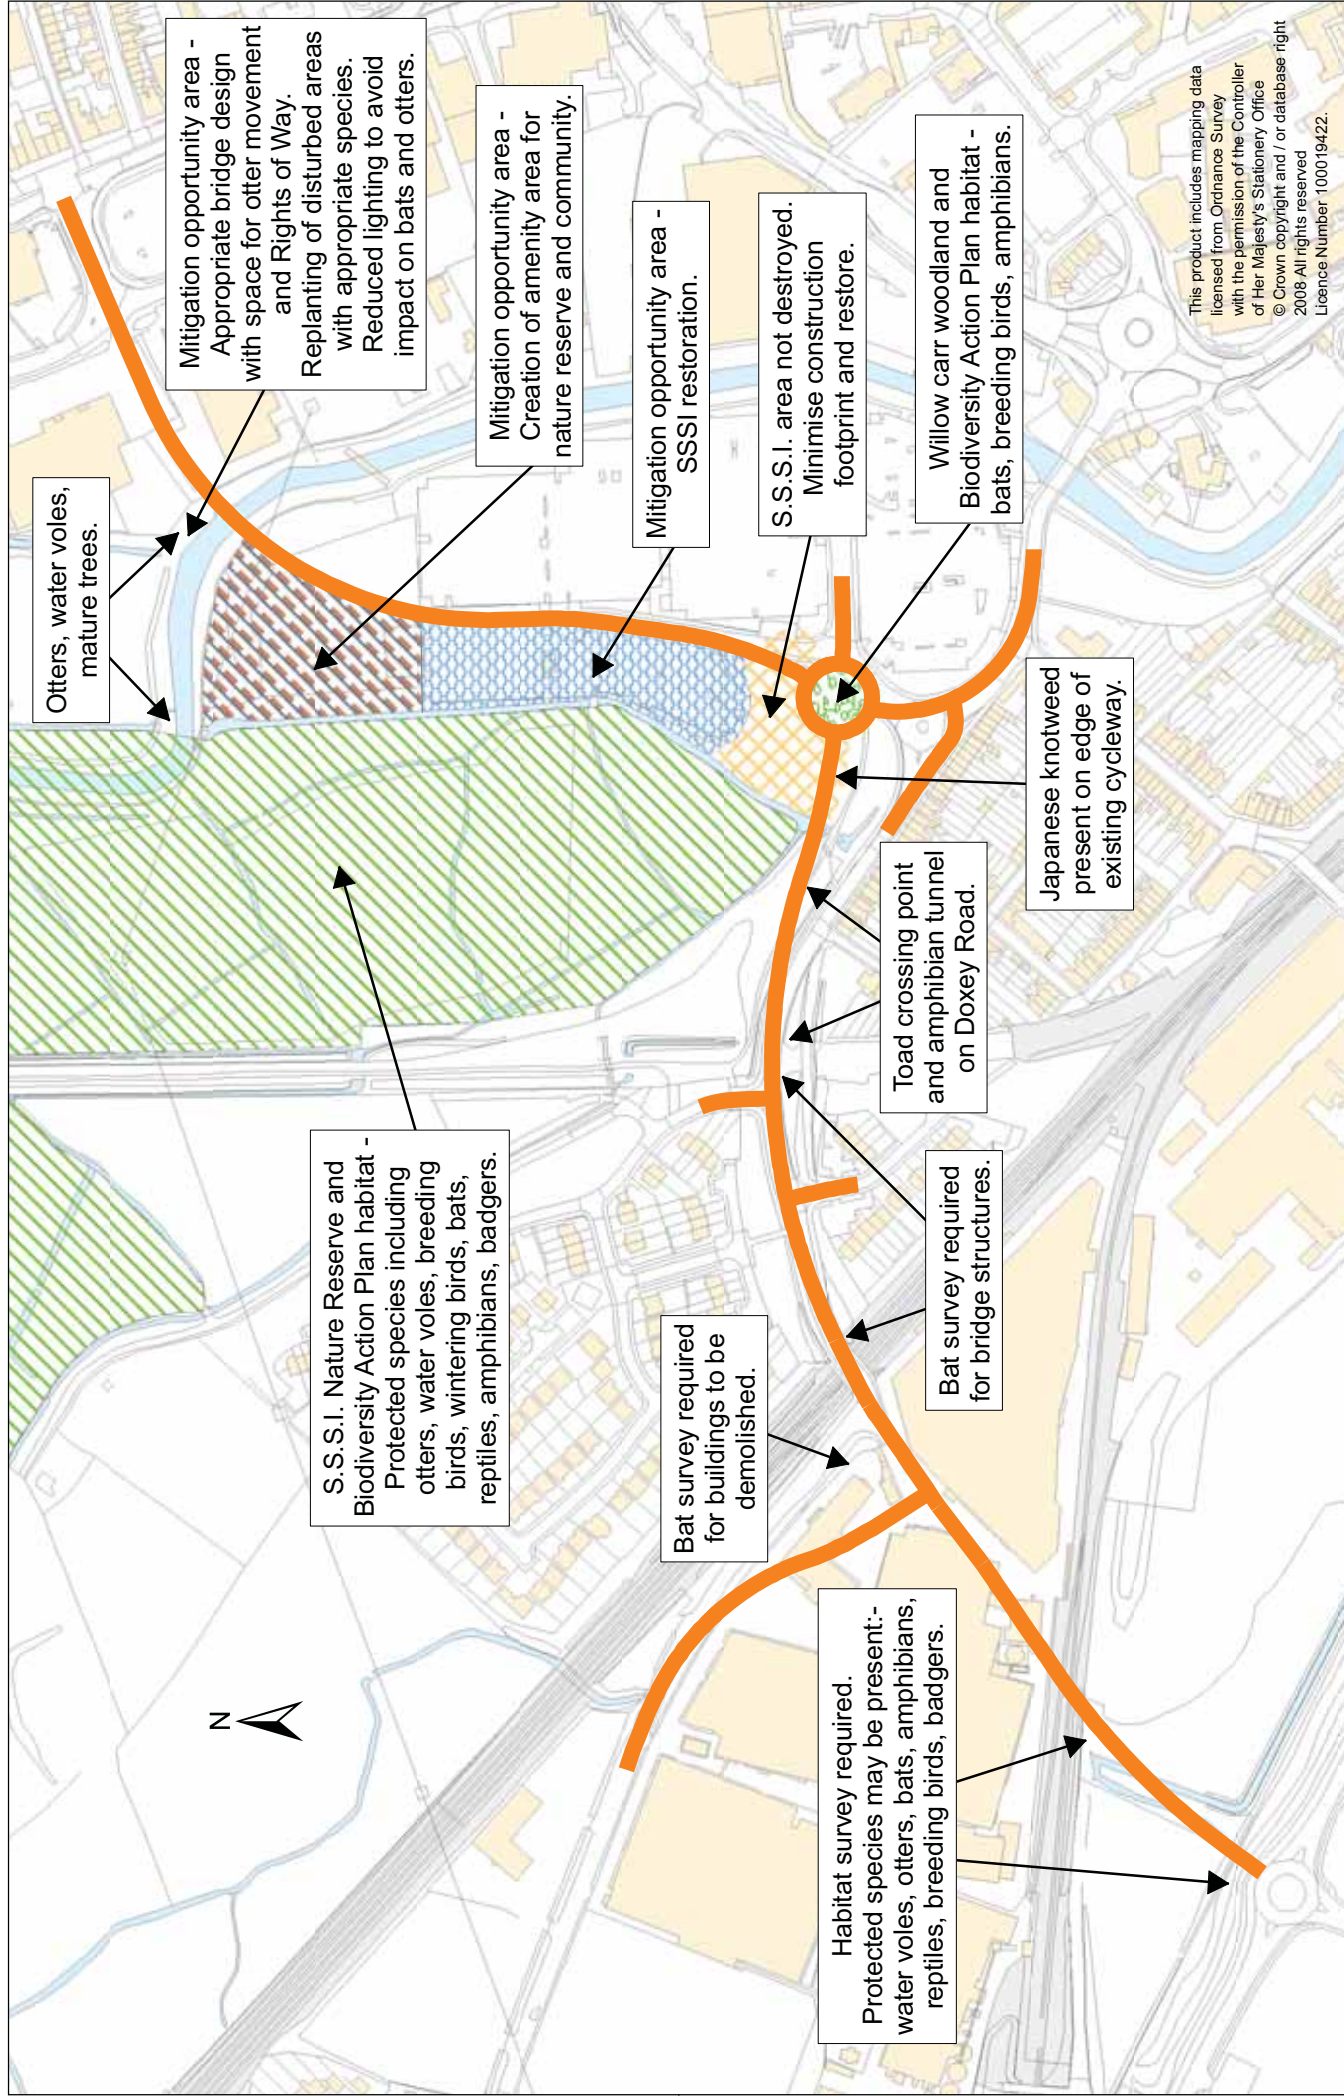 N
Habitat survey required.
Protected species may be present:-
water voles, otters, bats, amphibians,
reptiles, breeding birds, badgers.
Bat survey required
for buildings to be
demolished.
S.S.S.I. Nature Reserve and
Biodiversity Action Plan habitat -
Protected species including
otters, water voles, breeding
birds, wintering birds, bats,
reptiles, amphibians, badgers.
Bat survey required
for bridge structures.
Toad crossing point
and amphibian tunnel
on Doxey Road.
Japanese knotweed
present on edge of
existing cycleway.
Otters, water voles,
mature trees.
Mitigation opportunity area -
Appropriate bridge design
with space for otter movement
and Rights of Way.
Replanting of disturbed areas
with appropriate species.
Reduced lighting to avoid
impact on bats and otters.
Mitigation opportunity area -
Creation of amenity area for
nature reserve and community.
Mitigation opportunity area -
SSSI restoration.
S.S.S.I. area not destroyed.
Minimise construction
footprint and restore.
Willow carr woodland and
Biodiversity Action Plan habitat -
bats, breeding birds, amphibians.
This product includes mapping data
licensed from Ordnance Survey
with the permission of the Controller
of Her Majesty's Stationery Office
© Crown copyright and / or database right
2008 All rights reserved
Licence Number 100019422.